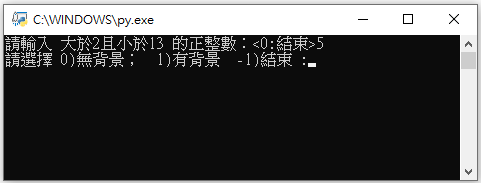 C:\WINDOWS\py.exe
請輸入 大於2且小於13 的正整數：<0:結束>5
請選擇 0)無背景；  1)有背景  -1)結束 :